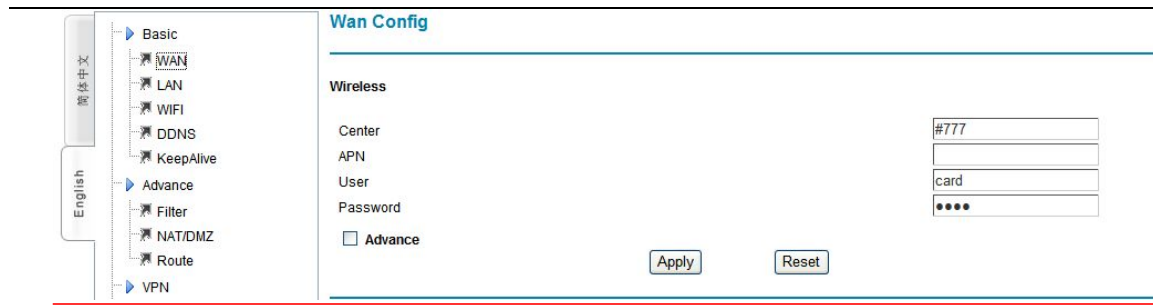 简体中文
English
Basic
WAN
LAN
WIFI
DDNS
KeepAlive
Advance
Filter
NAT/DMZ
Route
VPN
Wan Config
Wireless
Center #777
APN
User card
Password ••••
Advance
Apply Reset